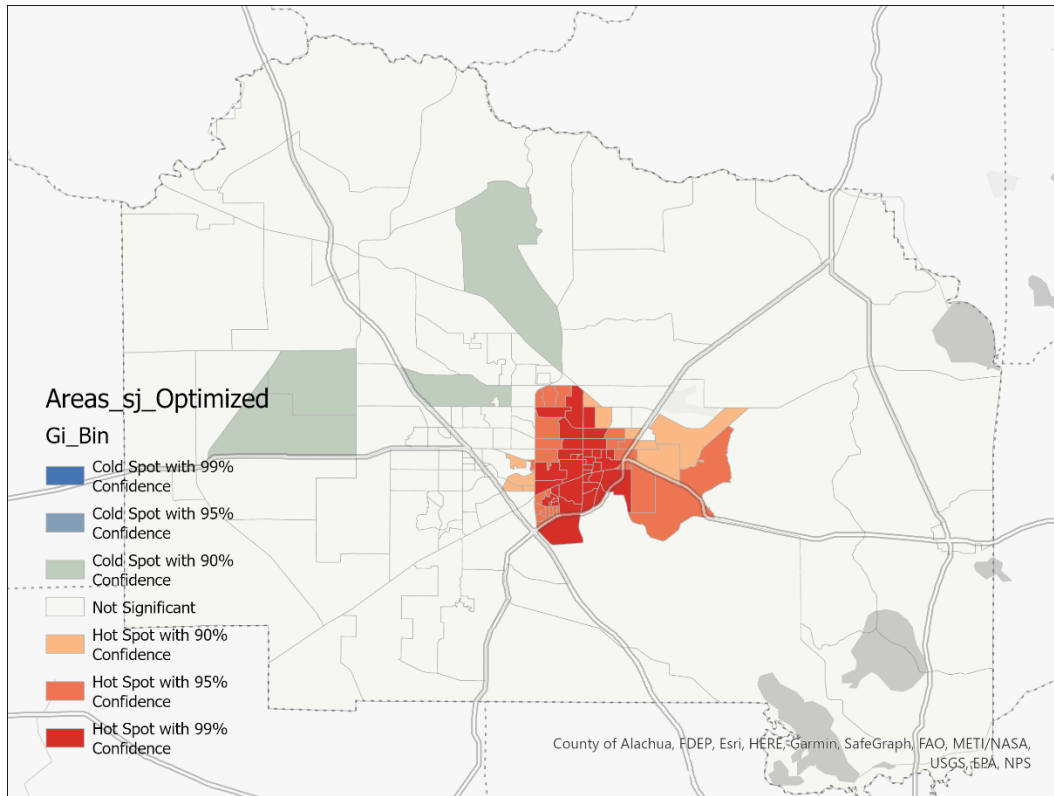 Areas_sj_Optimized
Gi_Bin
Cold Spot with 99%
Confidence
Cold Spot with 95%
Confidence
Cold Spot with 90%
Confidence
Not Significant
Hot Spot with 90%
Confidence
Hot Spot with 95%
Confidence
Hot Spot with 99%
Confidence
County of Alachua, FDEP, Esri, HERE, Garmin, SafeGraph, FAO, METI/NASA,
USGS, EPA, NPS